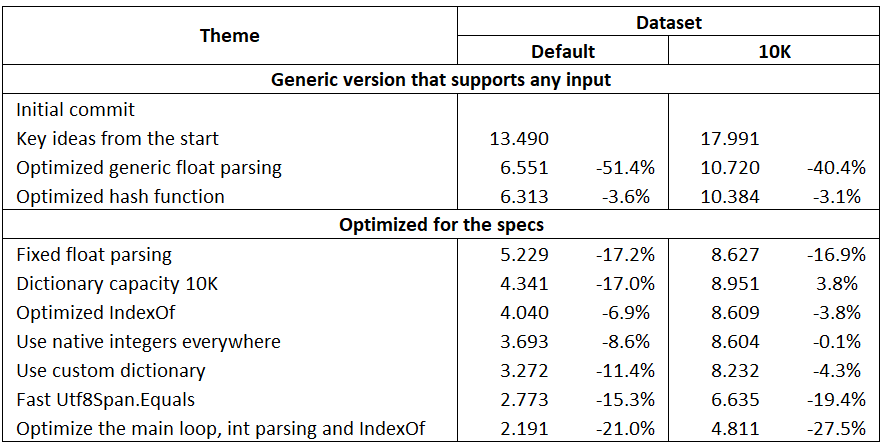 Theme Dataset
Default 10K
Generic version that supports any input
Initial commit
Key ideas from the start 13.490 17.991
Optimized generic float parsing 6.551 -51.4% 10.720 -40.4%
Optimized hash function 6.313 -3.6% 10.384 -3.1%
Optimized for the specs
Fixed float parsing 5.229 -17.2% 8.627 -16.9%
Dictionary capacity 10K 4.341 -17.0% 8.951 3.8%
Optimized IndexOf 4.040 -6.9% 8.609 -3.8%
Use native integers everywhere 3.693 -8.6% 8.604 -0.1%
Use custom dictionary 3.272 -11.4% 8.232 -4.3%
Fast Utf8Span.Equals 2.773 -15.3% 6.635 -19.4%
Optimize the main loop, int parsing and IndexOf 2.191 -21.0% 4.811 -27.5%